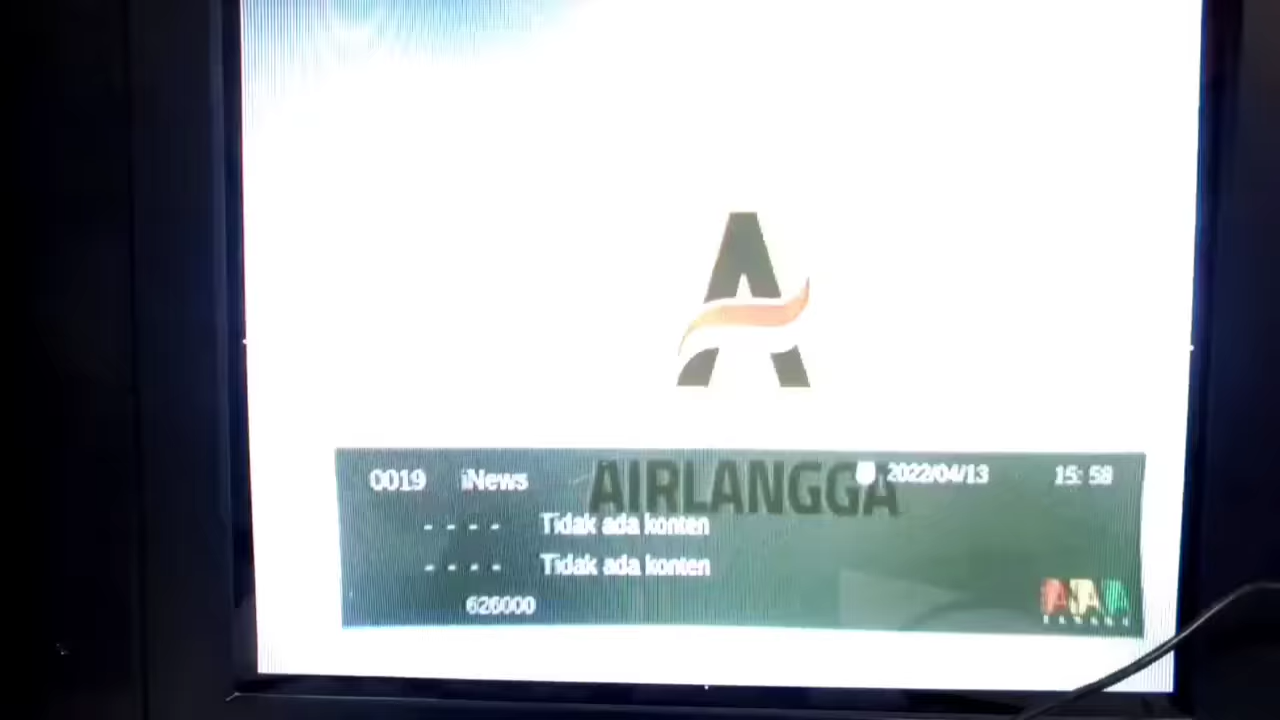 A
0019 iNews AIRLANGGA 2022/04/13 15: 58
- - - - Tidak ada konten
- - - - Tidak ada konten
626000